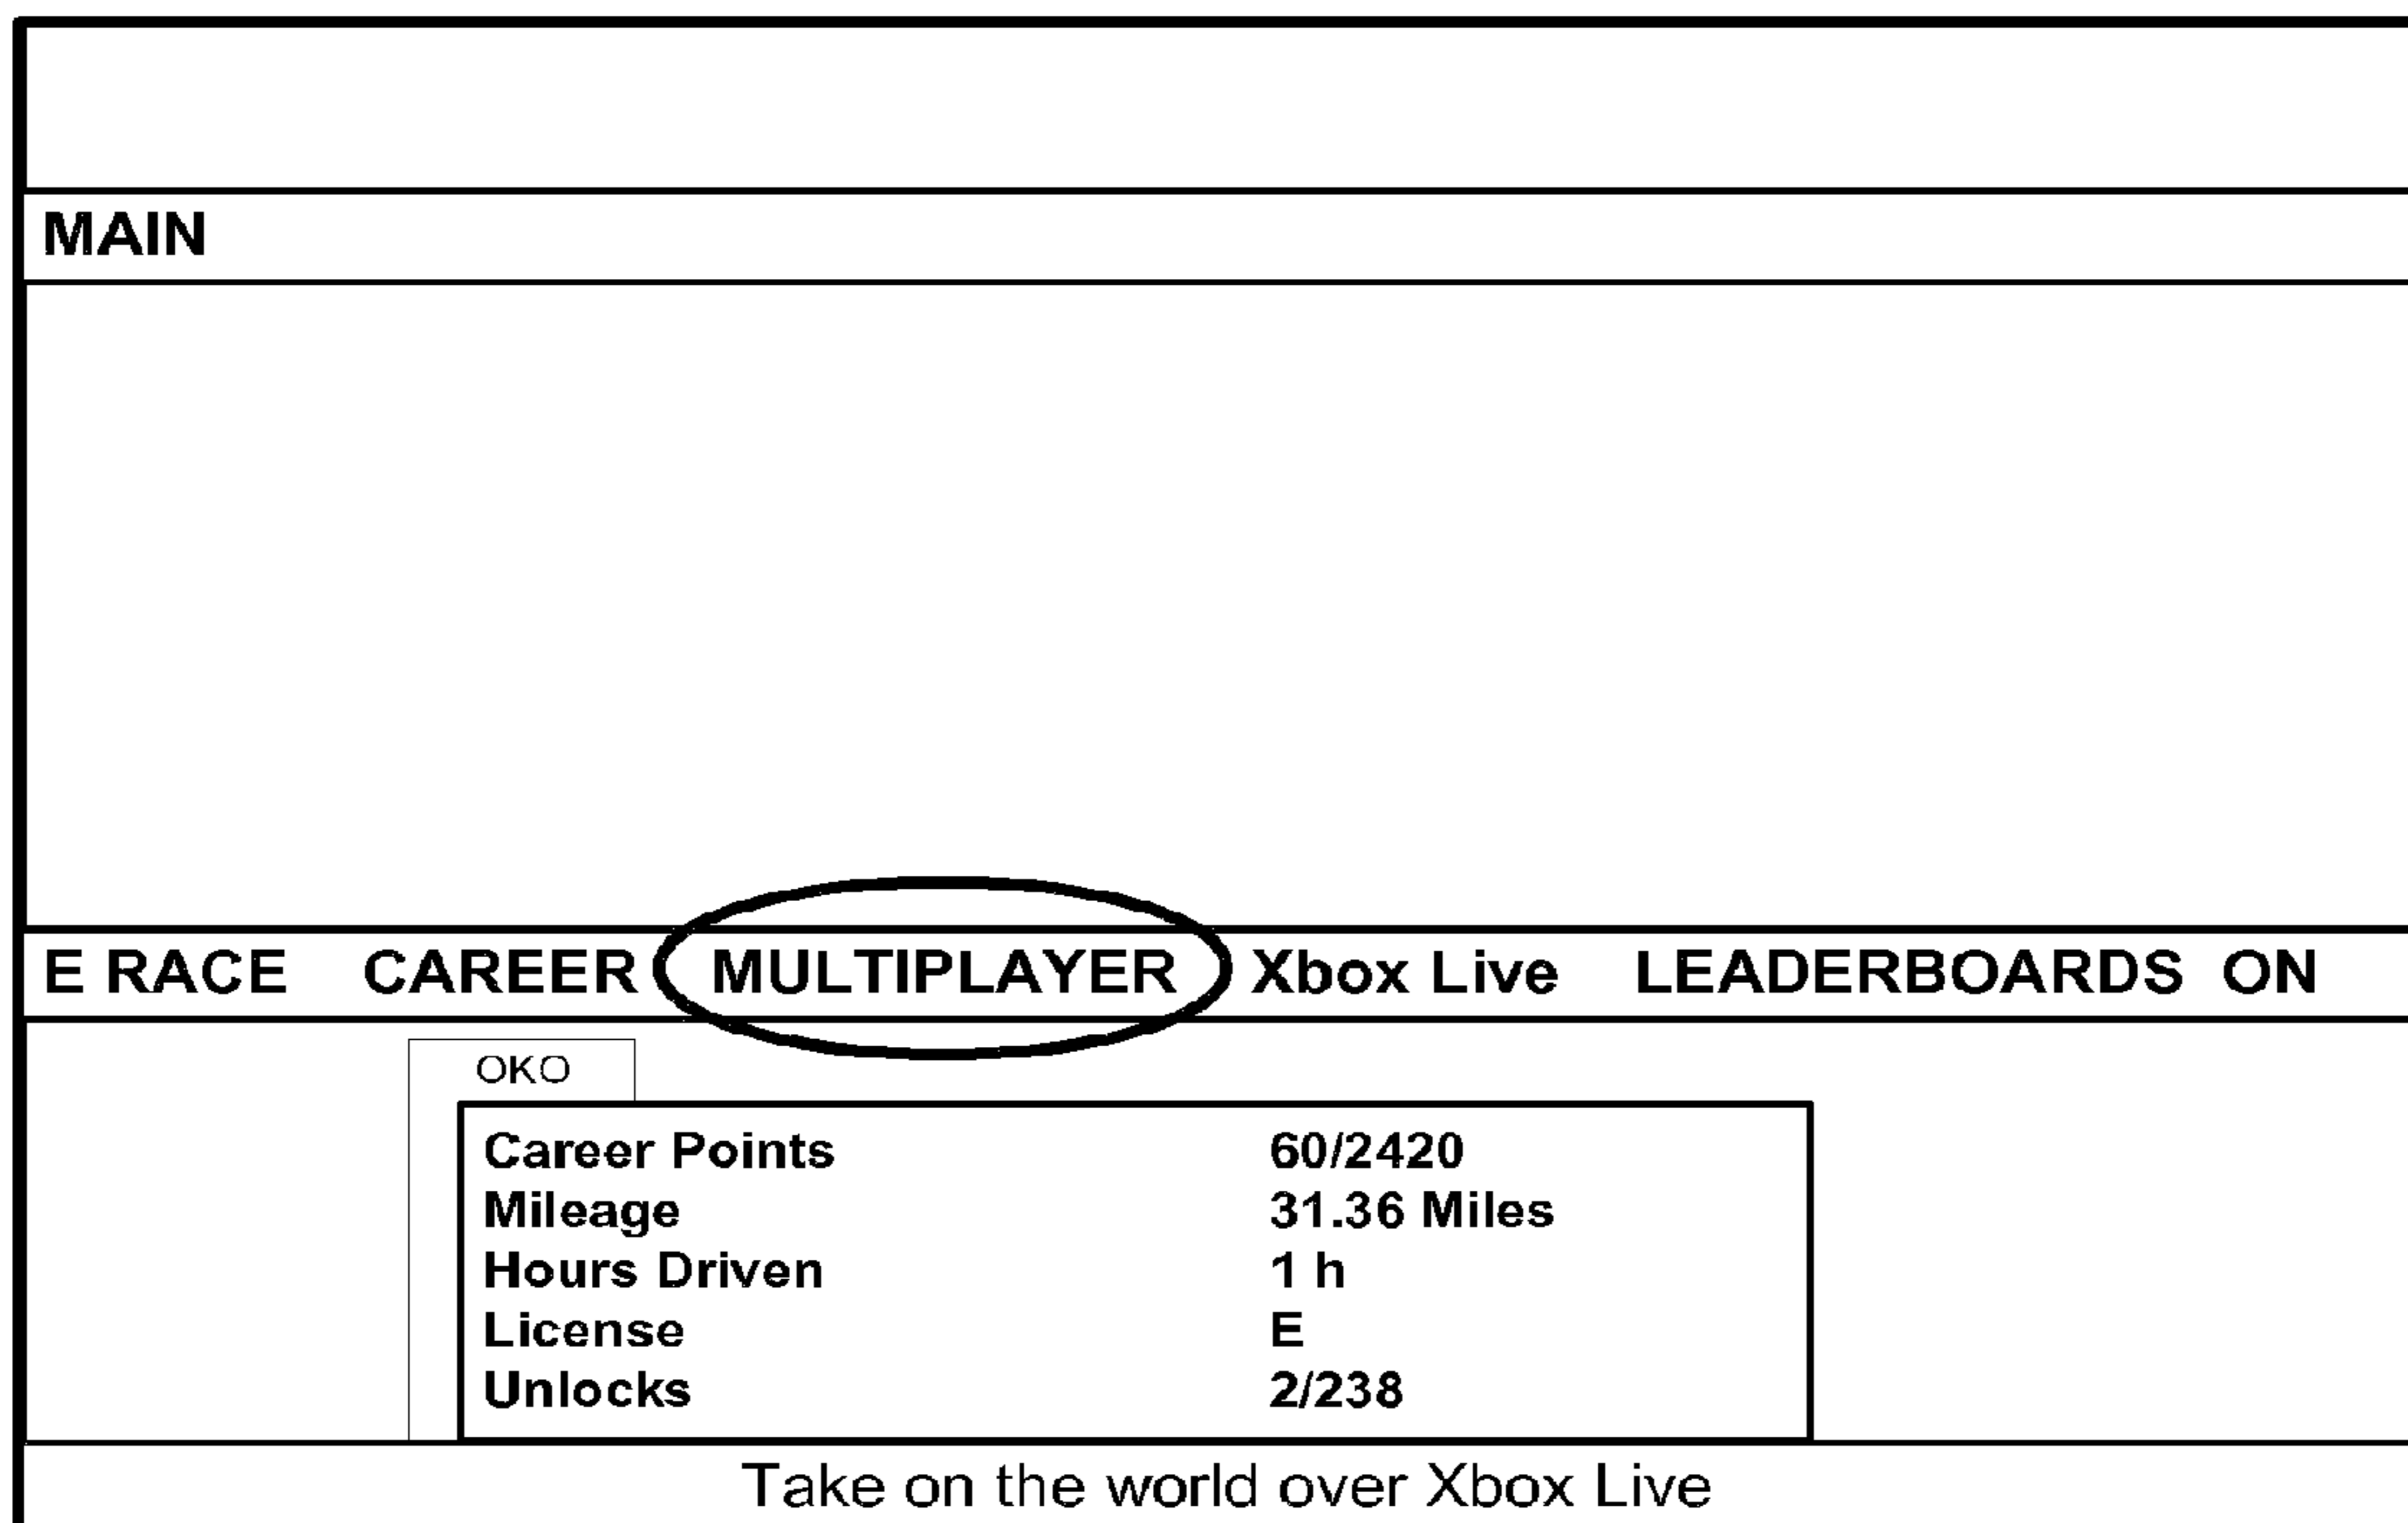 MAIN
E RACE CAREER MULTIPLAYER Xbox Live LEADERBOARDS ON
OKO
Career Points 60/2420
Mileage 31.36 Miles
Hours Driven 1 h
License E
Unlocks 2/238
Take on the world over Xbox Live